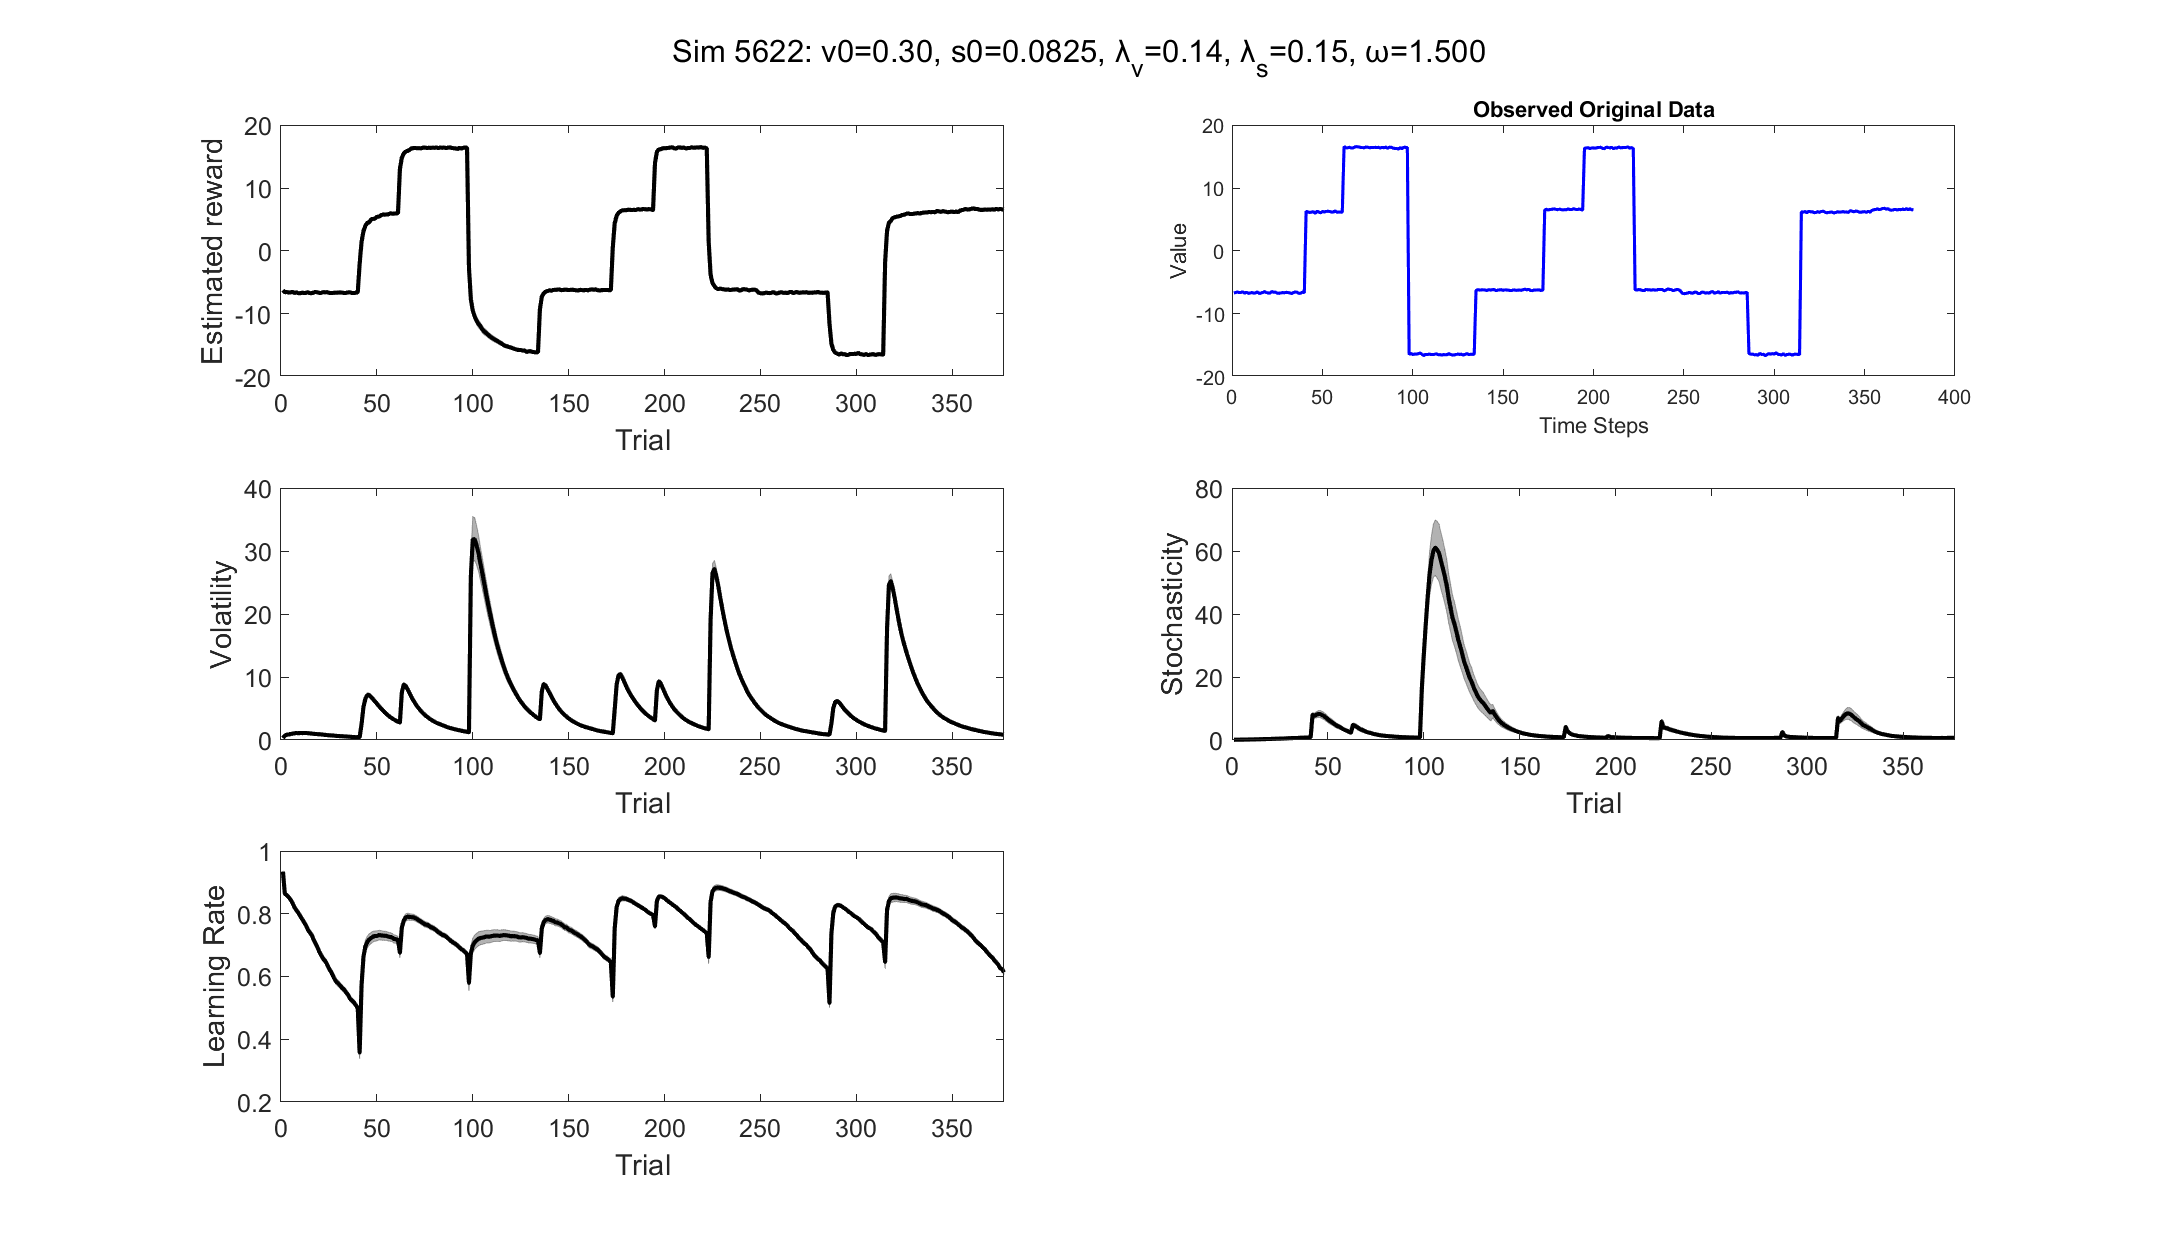 Sim 5622: v0=0.30, s0=0.0825, λv=0.14, λs=0.15, ω=1.500
Estimated reward
20
10
0
-10
-20
0 50 100 150 200 250 300 350
Trial
Observed Original Data
Value
20
10
0
-10
-20
0 50 100 150 200 250 300 350 400
Time Steps
Volatility
40
30
20
10
0
0 50 100 150 200 250 300 350
Trial
Stochasticity
80
60
40
20
0
0 50 100 150 200 250 300 350
Trial
Learning Rate
1
0.8
0.6
0.4
0.2
0 50 100 150 200 250 300 350
Trial